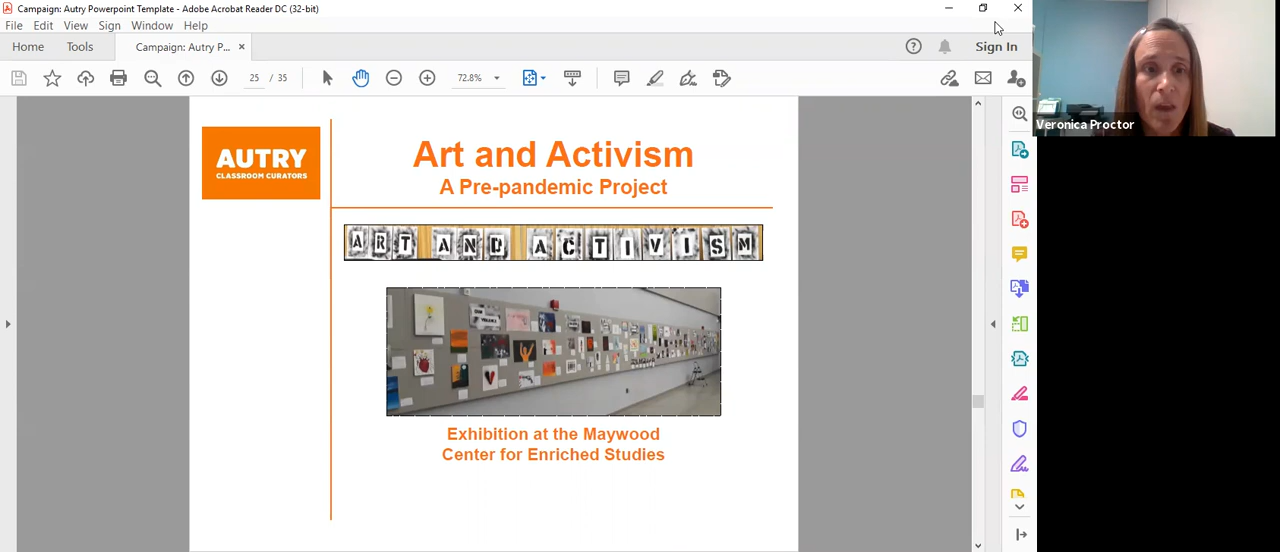 Campaign: Autry Powerpoint Template - Adobe Acrobat Reader DC (32-bit)
File Edit View Sign Window Help
Home Tools Campaign: Autry P... Sign In
25 / 35 72.8%
Veronica Proctor
AUTRY
CLASSROOM CURATORS
Art and Activism
A Pre-pandemic Project
ART AND ACTIVISM
Exhibition at the Maywood
Center for Enriched Studies